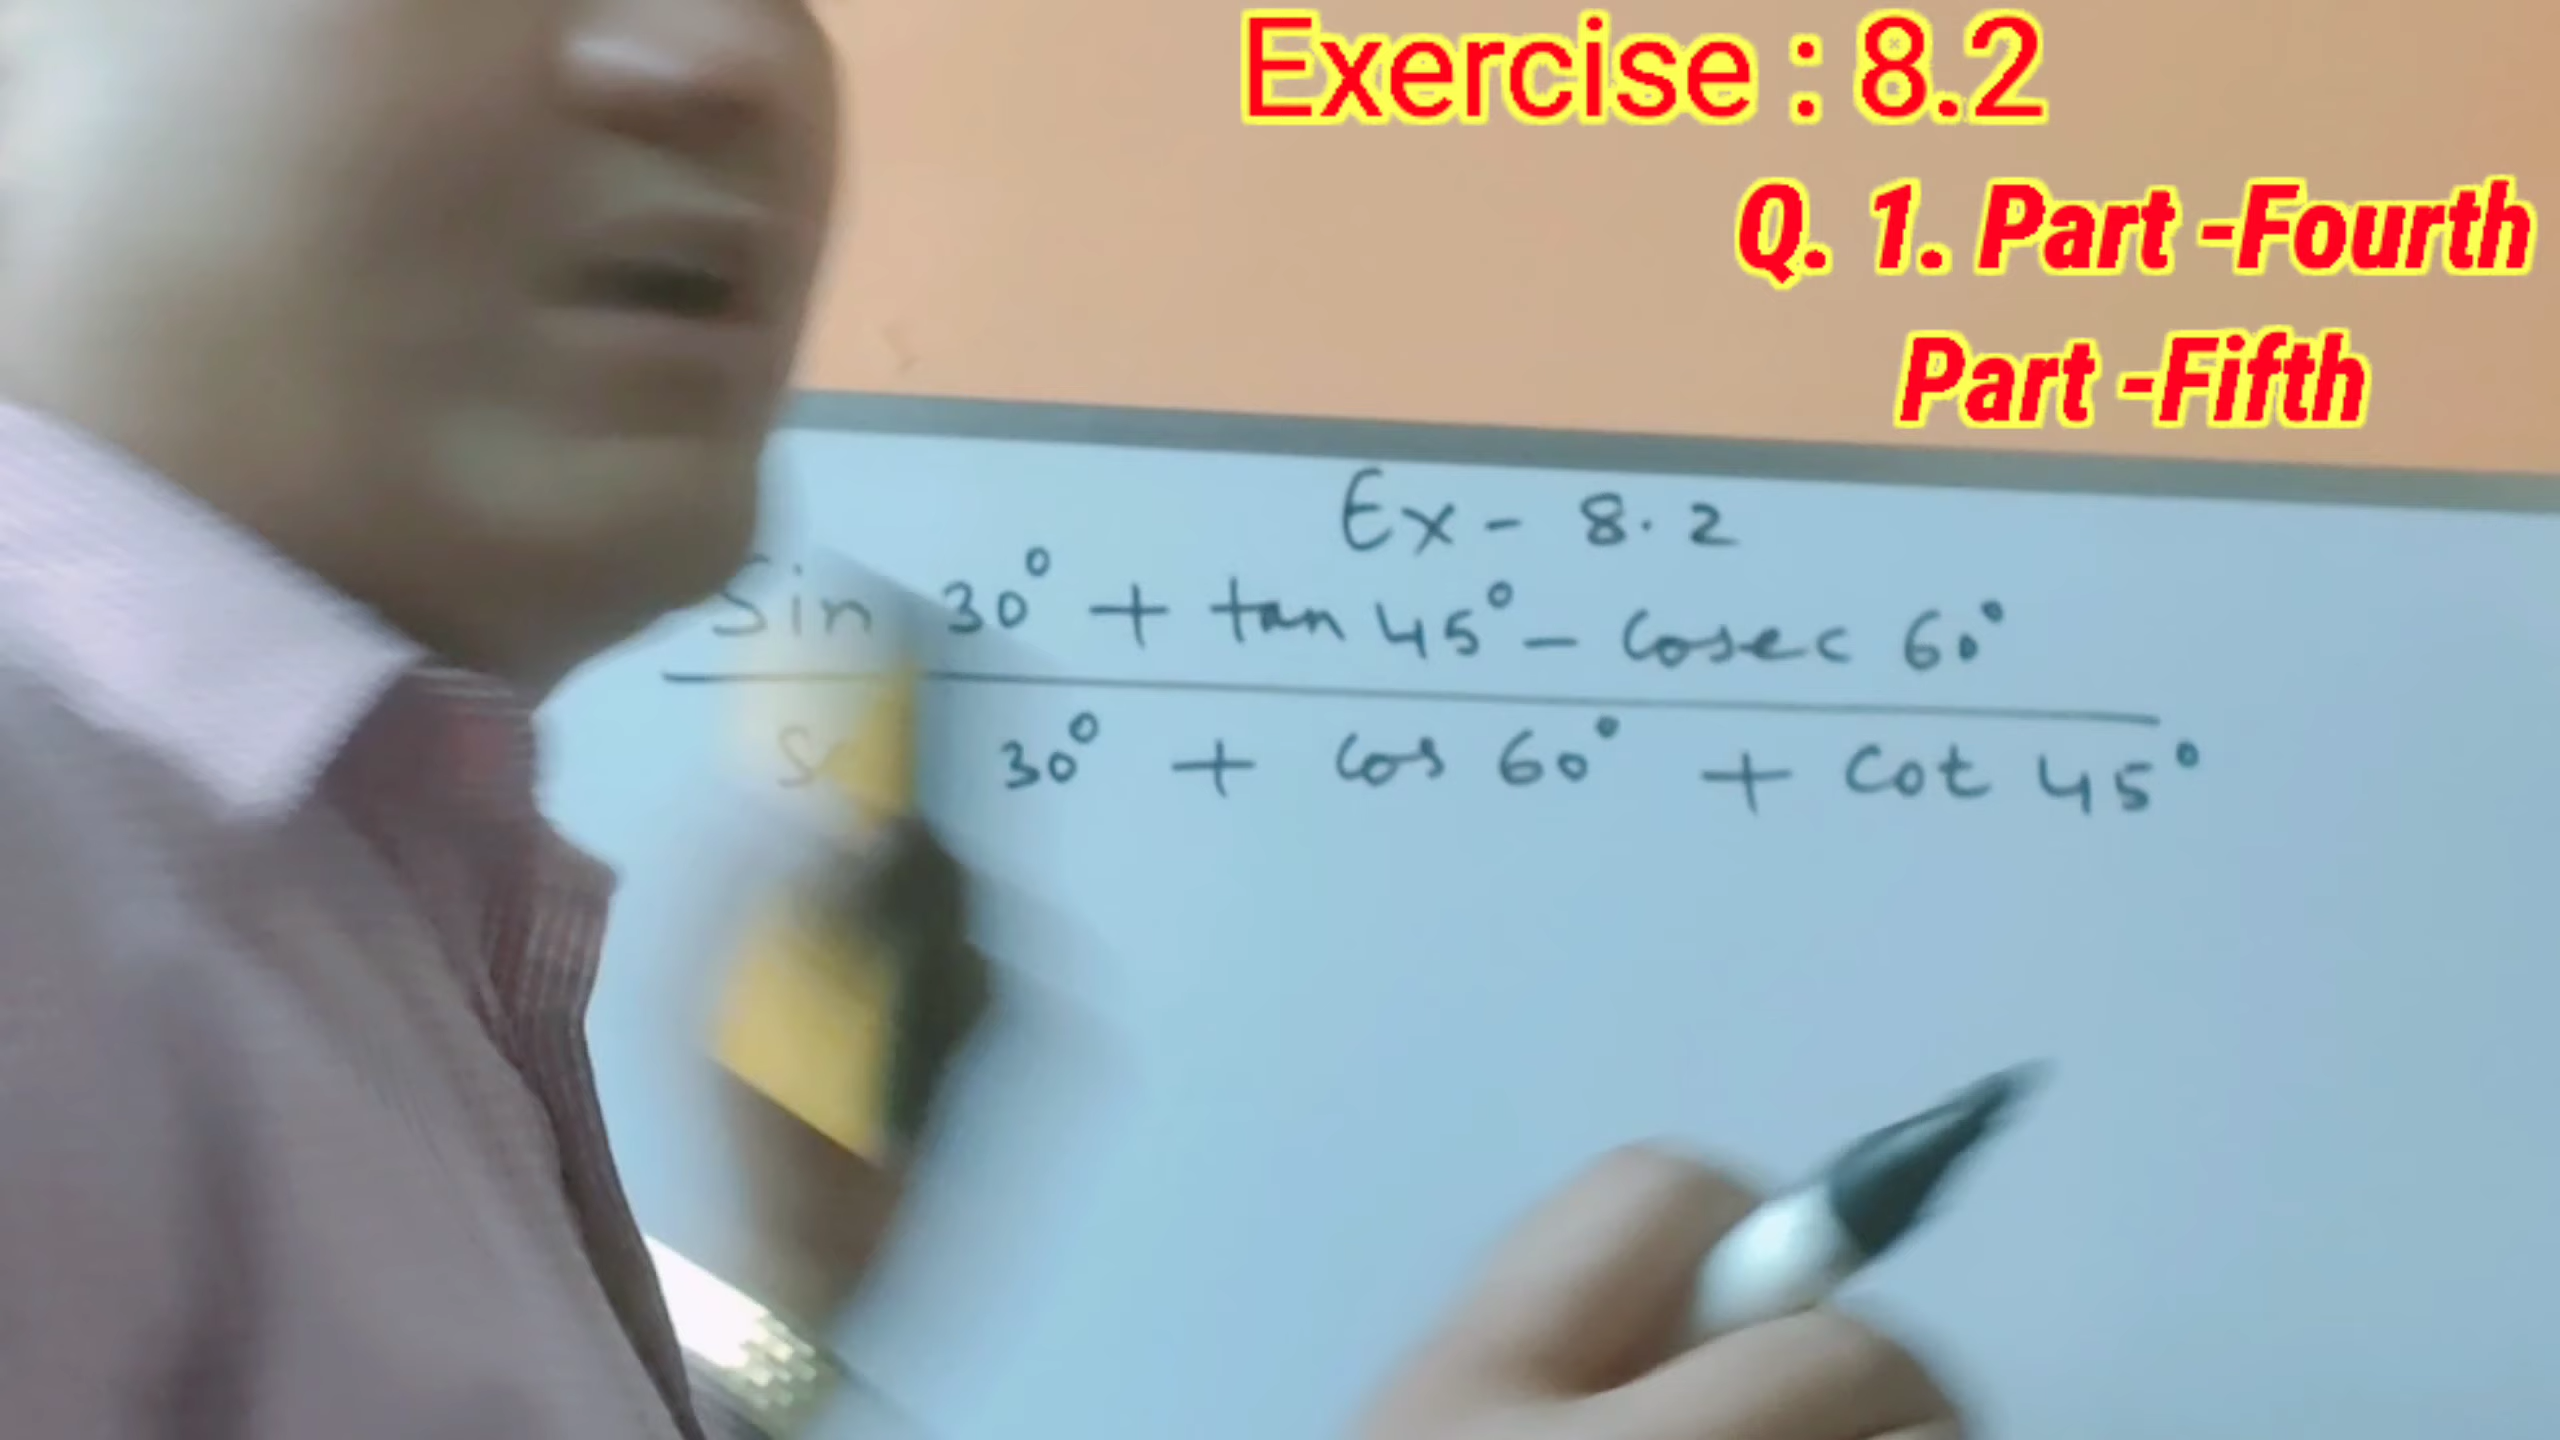 Exercise : 8.2
Q. 1. Part -Fourth
Part -Fifth
Ex - 8.2
Sin 30° + tan 45° - Cosec 60°
30° + Cos 60° + Cot 45°